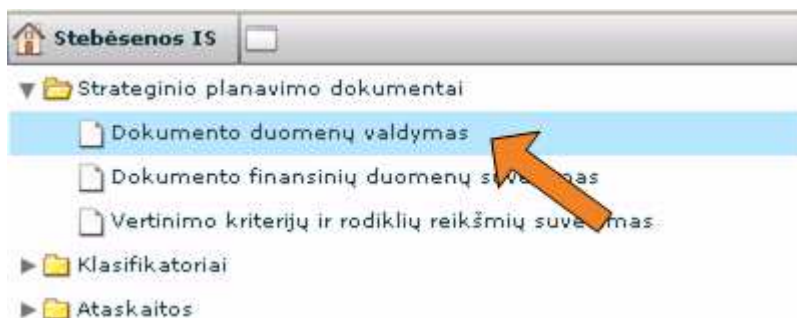 Stebėsenos IS
Strateginio planavimo dokumentai
Dokumento duomenų valdymas
Dokumento finansinių duomenų
Vertinimo kriterijų ir rodiklių reikšmių
Klasifikatoriai
Ataskaitos